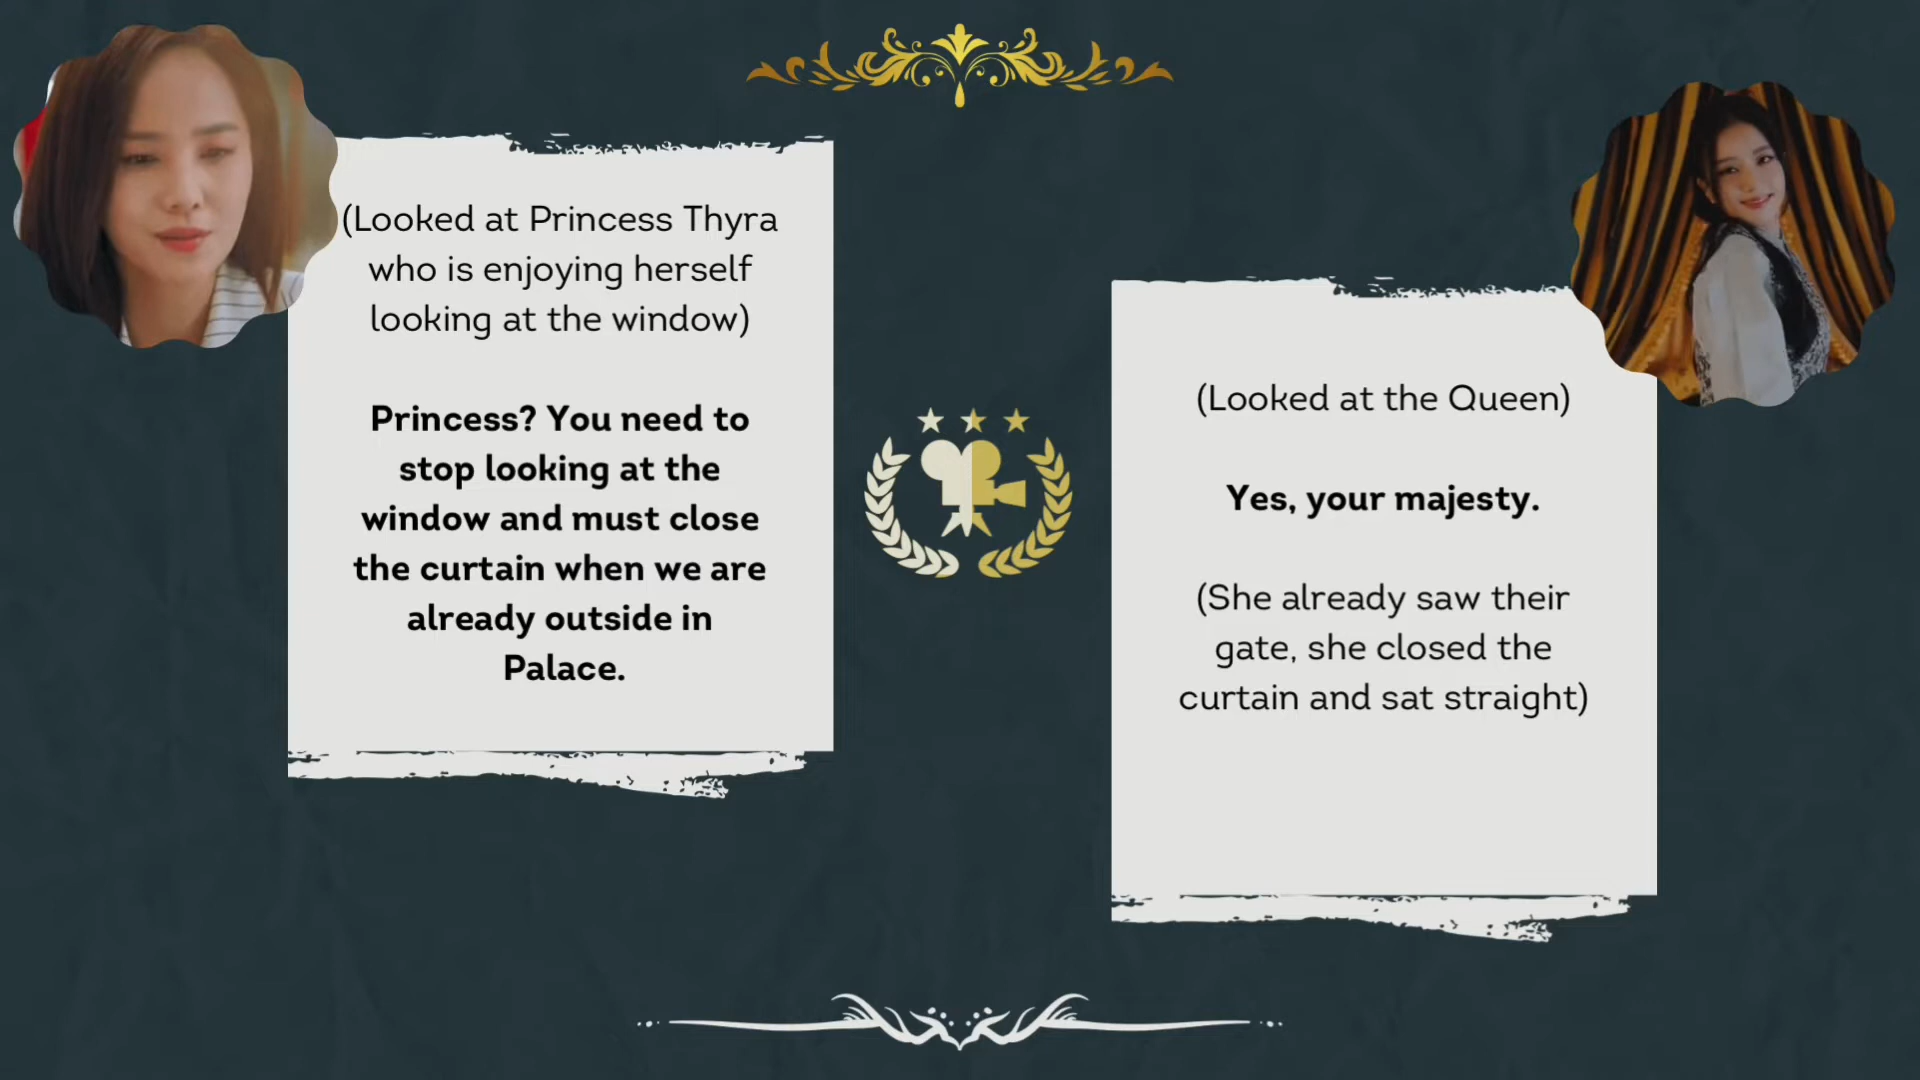 (Looked at Princess Thyra
who is enjoying herself
looking at the window)
Princess? You need to
stop looking at the
window and must close
the curtain when we are
already outside in
Palace.
(Looked at the Queen)
Yes, your majesty.
(She already saw their
gate, she closed the
curtain and sat straight)